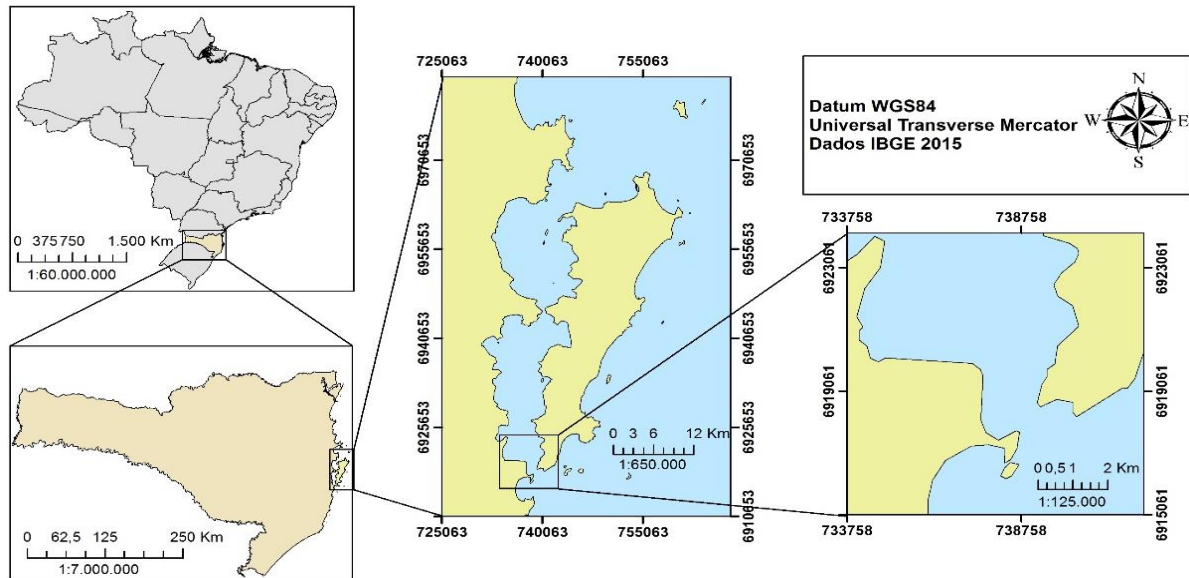 0 375750 1.500 Km
1:60.000.000
0 62,5 125 250 Km
1:7.000.000
725063 740063 755063
6970653
6955653
6940653
6925653
6910653
6970653
6955653
6940653
6925653
6910653
0 3 6 12 Km
1:650.000
725063 740063 755063
Datum WGS84
Universal Transverse Mercator
Dados IBGE 2015
N
W E
S
733758 738758
6923061
6919061
6923061
6919061
6915061
0 0,5 1 2 Km
1:125.000
733758 738758